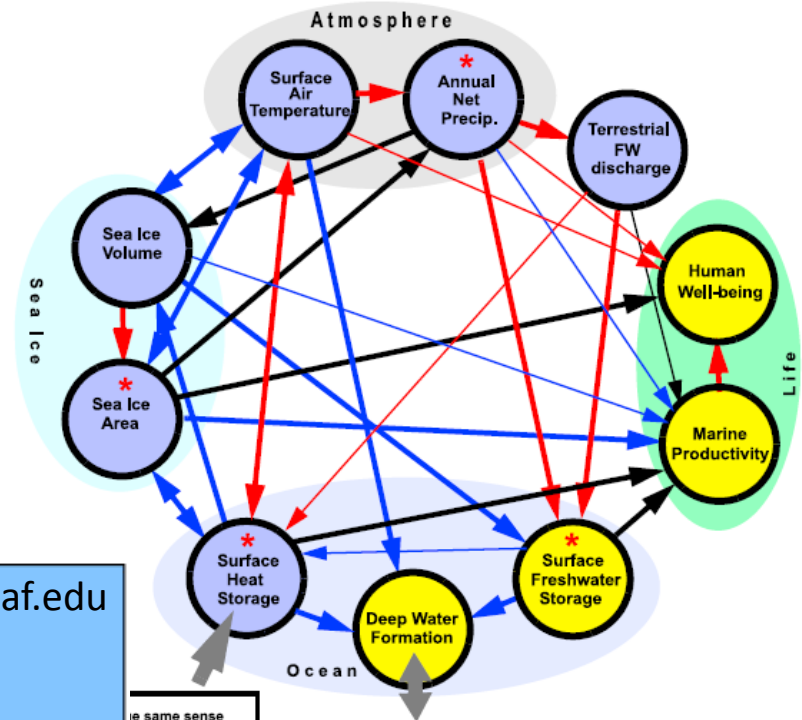 Atmosphere
Surface
Air
Temperature
*
Annual
Net
Precip.
Terrestrial
FW
discharge
Sea Ice
Volume
Human
Well-being
Sea Ice
Life
*
Sea Ice
Area
Marine
Productivity
*
Surface
Heat
Storage
*
Surface
Freshwater
Storage
Deep Water
Formation
Ocean
af.edu
same sense